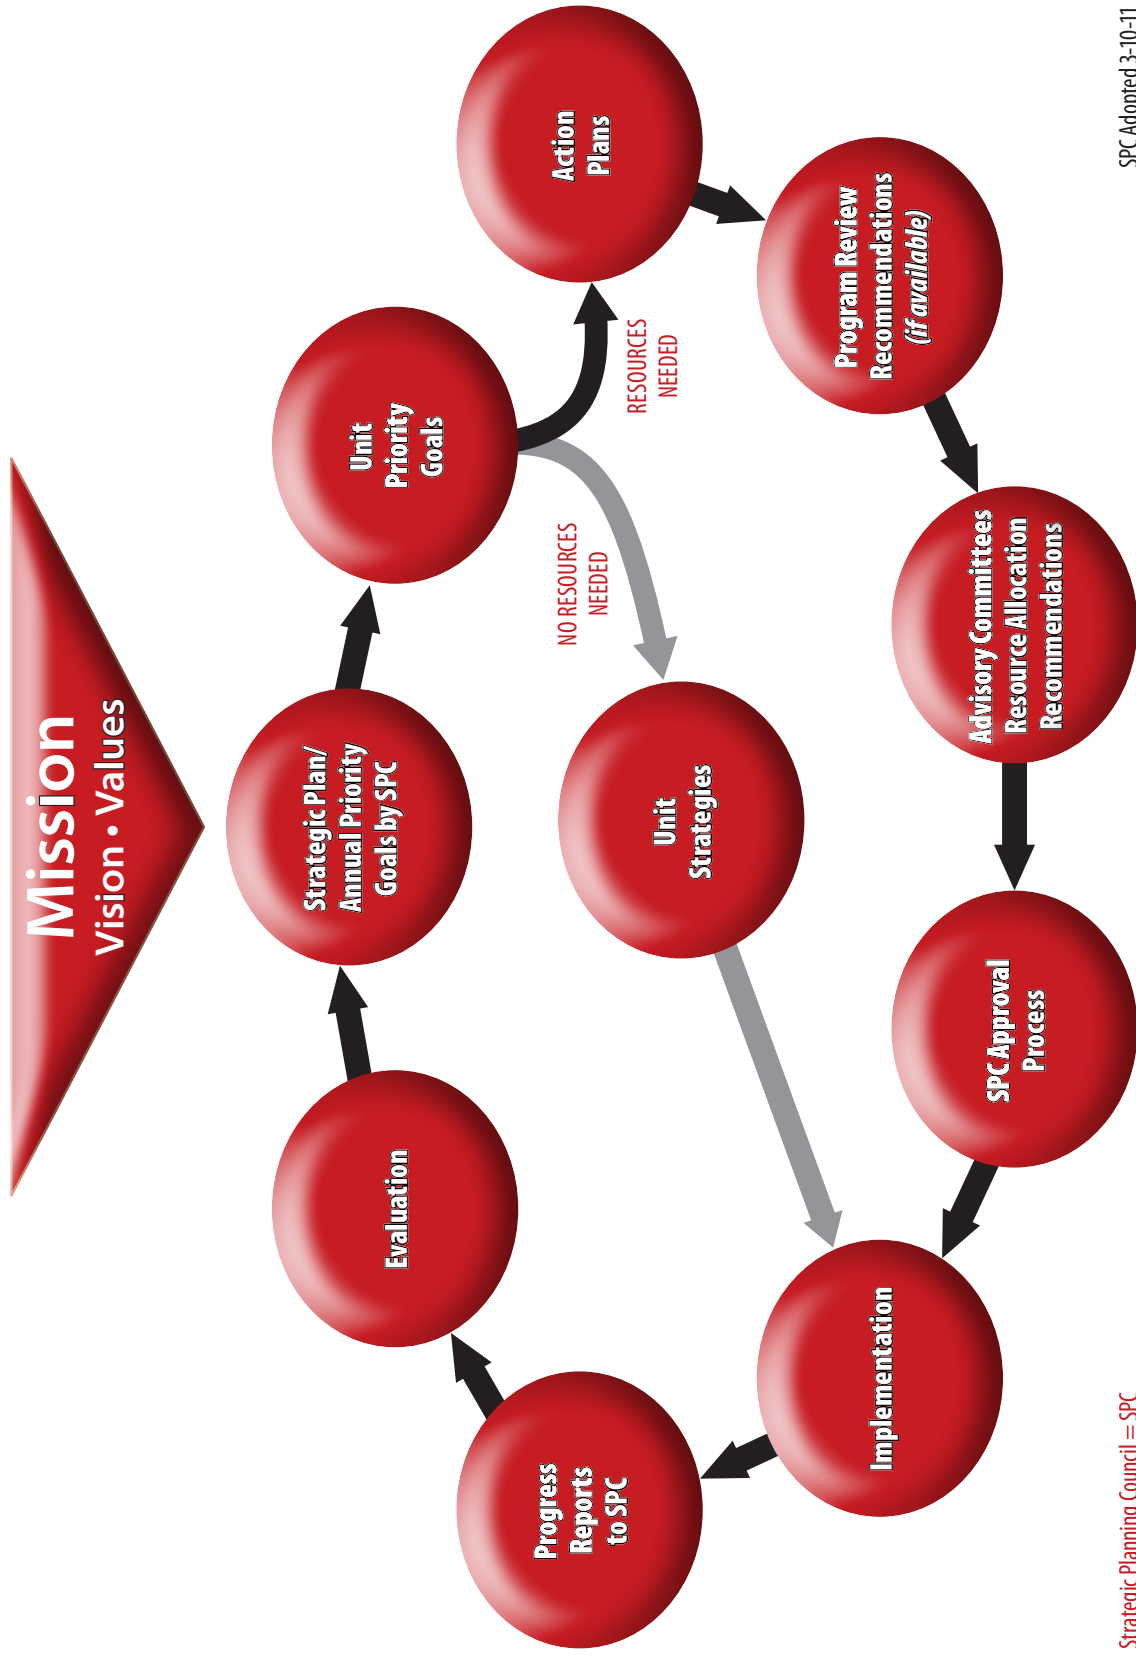 Mission
Vision • Values
Strategic Plan/
Annual Priority
Goals by SPC
Unit
Priority
Goals
RESOURCES
NEEDED
NO RESOURCES
NEEDED
Action
Plans
Program Review
Recommendations
(if available)
Advisory Committees
Resource Allocation
Recommendations
SPC Approval
Process
Unit
Strategies
Implementation
Progress
Reports
to SPC
Evaluation
Strategic Planning Council = SPC
SPC Adopted 3-10-11